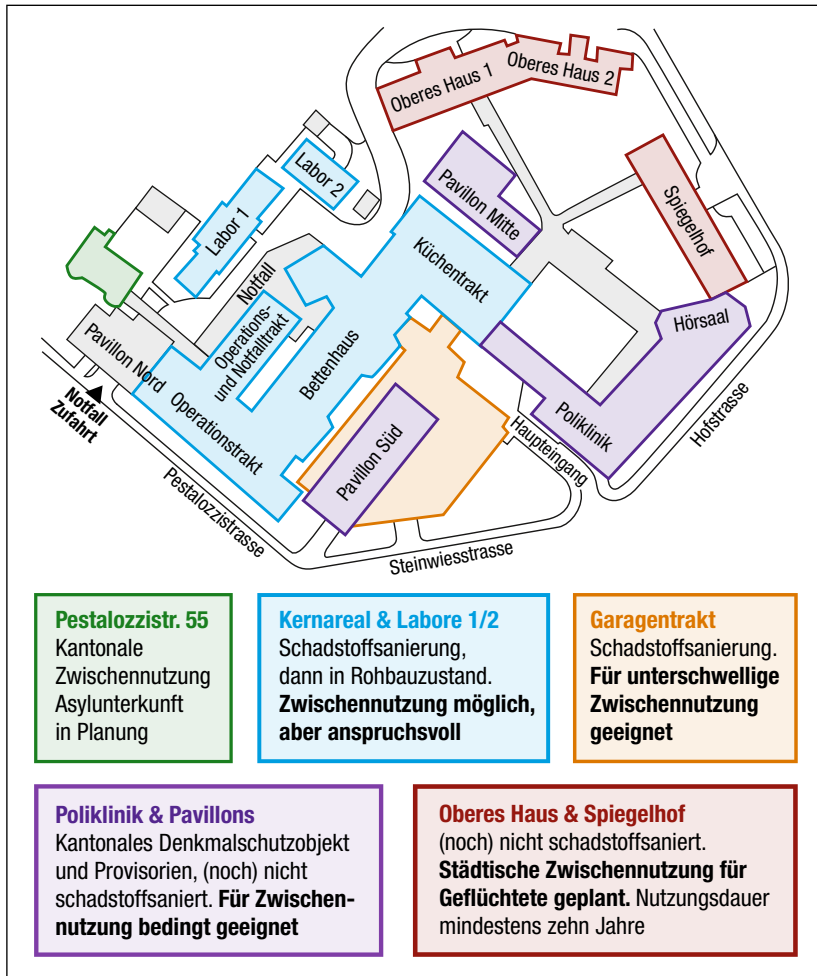 Oberes Haus 1
Oberes Haus 2
Labor 2
Pavillon Mitte
Spiegelhof
Labor 1
Küchentrakt
Notfall
Operations-
und Notfalltrakt
Hörsaal
Pavillon Nord
Bettenhaus
Operationstrakt
Notfall
Zufahrt
Poliklinik
Pavillon Süd
Haupteingang
Hofstrasse
Pestalozzistrasse
Steinwiesstrasse
Pestalozzistr. 55
Kantonale
Zwischennutzung
Asylunterkunft
in Planung
Kernareal & Labore 1/2
Schadstoffsanierung,
dann in Rohbauzustand.
Zwischennutzung möglich,
aber anspruchsvoll
Garagentrakt
Schadstoffsanierung.
Für unterschwellige
Zwischennutzung
geeignet
Poliklinik & Pavillons
Kantonales Denkmalschutzobjekt
und Provisorien, (noch) nicht
schadstoffsaniert. Für Zwischen-
nutzung bedingt geeignet
Oberes Haus & Spiegelhof
(noch) nicht schadstoffsaniert.
Städtische Zwischennutzung für
Geflüchtete geplant. Nutzungsdauer
mindestens zehn Jahre